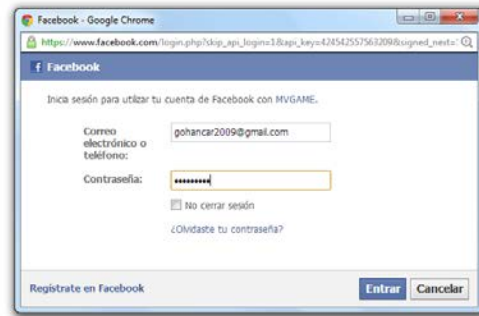 Facebook - Google Chrome
https://www.facebook.com/login.php?skip_api_login=1&api_key=424542557563209&signed_next=
Facebook
Inicia sesión para utilizar tu cuenta de Facebook con MVGAME.
Correo electrónico o teléfono:
gohancar2009@gmail.com
Contraseña:
•••••••••
No cerrar sesión
¿Olvidaste tu contraseña?
Regístrate en Facebook
Entrar Cancelar